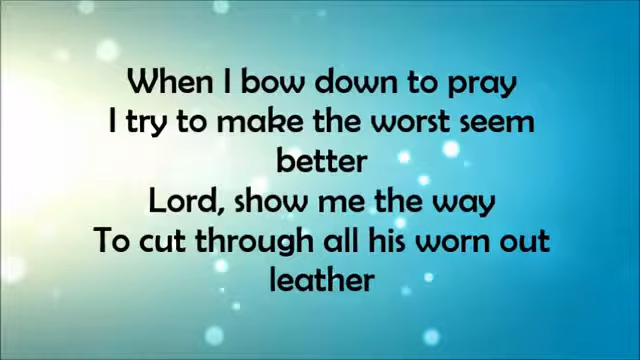 When I bow down to pray
I try to make the worst seem
better
Lord, show me the way
To cut through all his worn out
leather